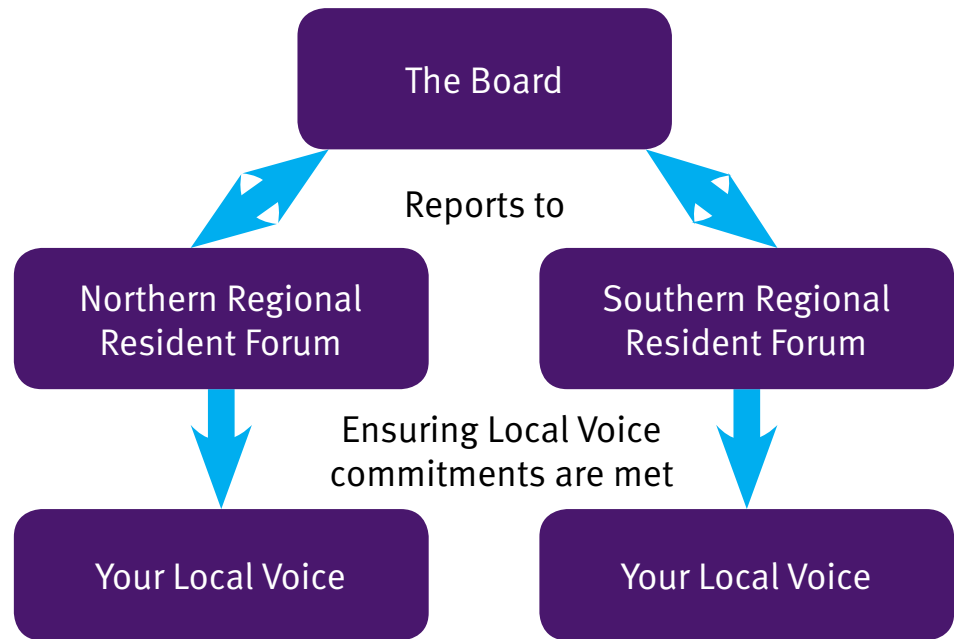 The Board
Reports to
Northern Regional
Resident Forum
Southern Regional
Resident Forum
Ensuring Local Voice
commitments are met
Your Local Voice
Your Local Voice